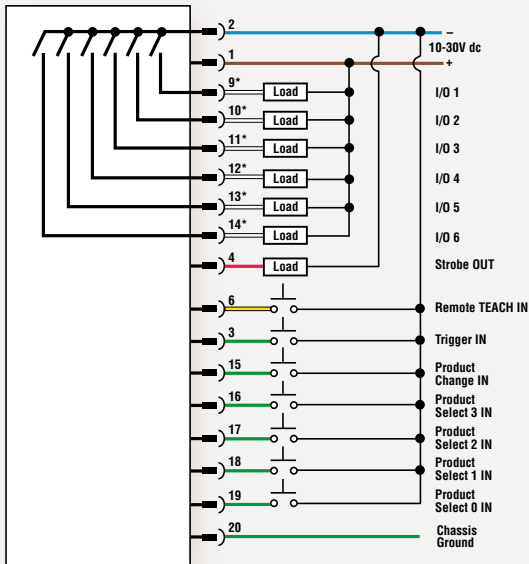 2
–
10-30V dc
1
+
9* Load I/O 1
10* Load I/O 2
11* Load I/O 3
12* Load I/O 4
13* Load I/O 5
14* Load I/O 6
4 Load Strobe OUT
6 Remote TEACH IN
3 Trigger IN
15 Product
Change IN
16 Product
Select 3 IN
17 Product
Select 2 IN
18 Product
Select 1 IN
19 Product
Select 0 IN
20 Chassis
Ground